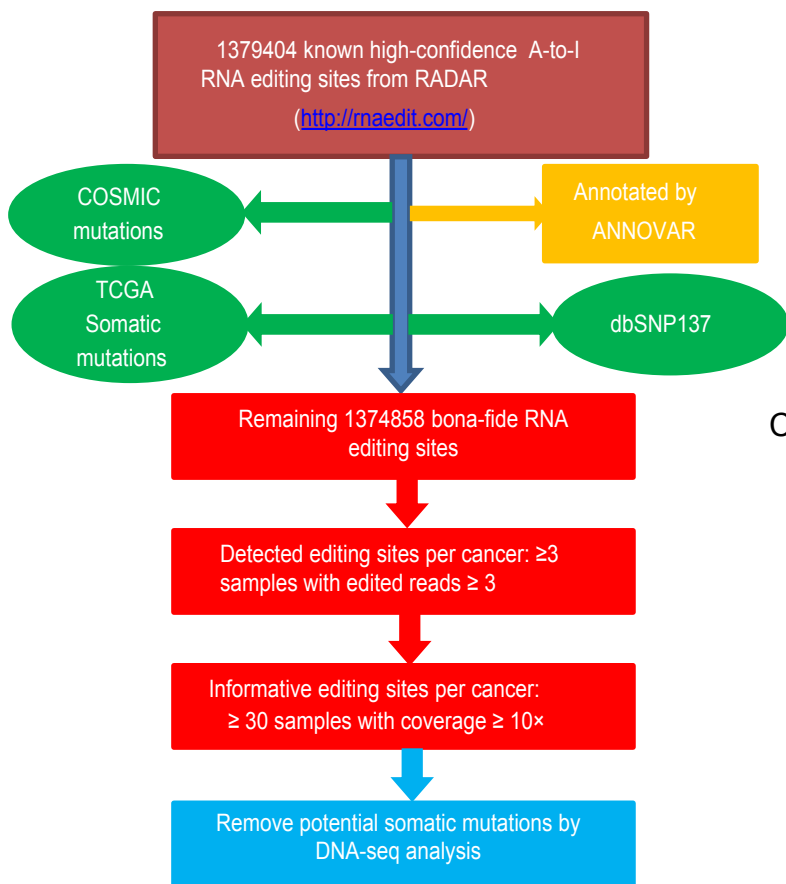 1379404 known high-confidence A-to-I
RNA editing sites from RADAR
(http://rnaedit.com/)
COSMIC
mutations
Annotated by
ANNOVAR
TCGA
Somatic
mutations
dbSNP137
Remaining 1374858 bona-fide RNA
editing sites
C
Detected editing sites per cancer: ≥3
samples with edited reads ≥ 3
Informative editing sites per cancer:
≥ 30 samples with coverage ≥ 10×
Remove potential somatic mutations by
DNA-seq analysis